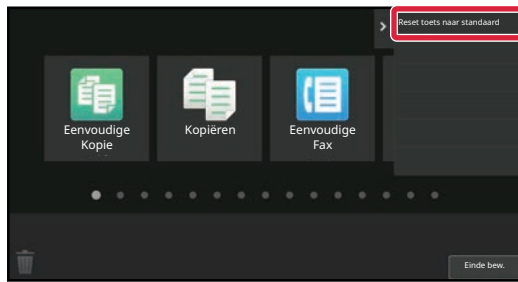 Reset toets naar standaard
Eenvoudige
Kopie
Kopiëren
Eenvoudige
Fax
Einde bew.